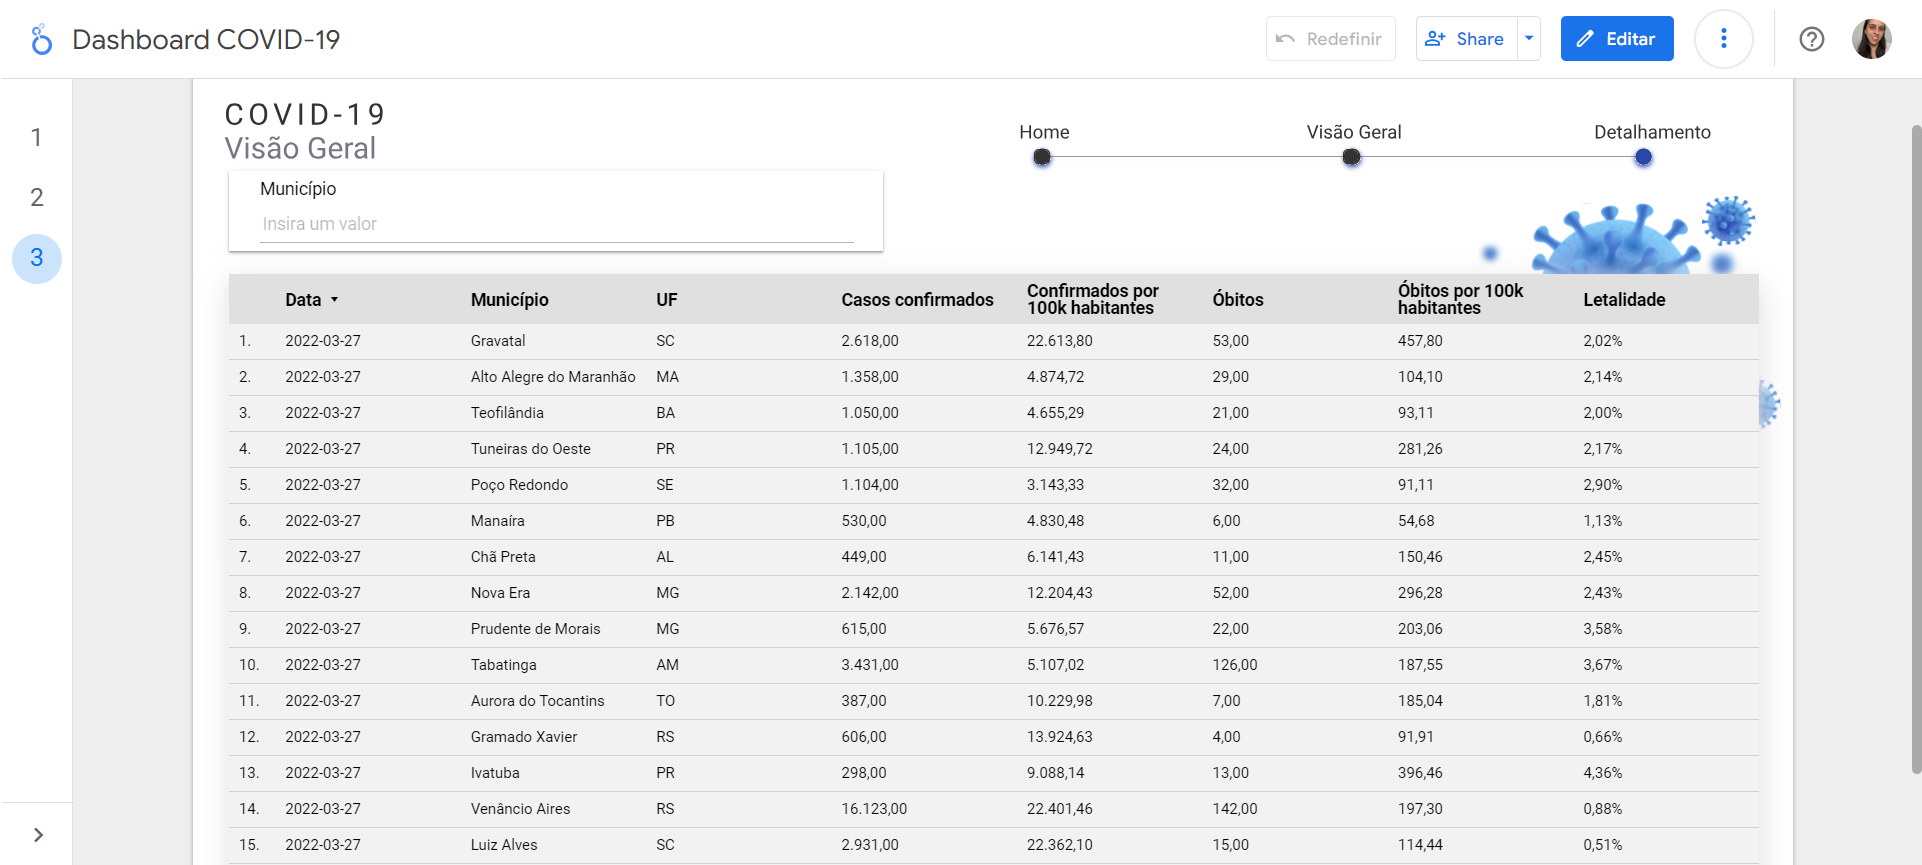 Dashboard COVID-19
Redefinir
Share
Editar
1
2
3
COVID-19
Visão Geral
Home
Visão Geral
Detalhamento
Município
Insira um valor
Data Município UF Casos confirmados Confirmados por 100k habitantes Óbitos Óbitos por 100k habitantes Letalidade
1. 2022-03-27 Gravatal SC 2.618,00 22.613,80 53,00 457,80 2,02%
2. 2022-03-27 Alto Alegre do Maranhão MA 1.358,00 4.874,72 29,00 104,10 2,14%
3. 2022-03-27 Teofilândia BA 1.050,00 4.655,29 21,00 93,11 2,00%
4. 2022-03-27 Tuneiras do Oeste PR 1.105,00 12.949,72 24,00 281,26 2,17%
5. 2022-03-27 Poço Redondo SE 1.104,00 3.143,33 32,00 91,11 2,90%
6. 2022-03-27 Manaíra PB 530,00 4.830,48 6,00 54,68 1,13%
7. 2022-03-27 Chã Preta AL 449,00 6.141,43 11,00 150,46 2,45%
8. 2022-03-27 Nova Era MG 2.142,00 12.204,43 52,00 296,28 2,43%
9. 2022-03-27 Prudente de Morais MG 615,00 5.676,57 22,00 203,06 3,58%
10. 2022-03-27 Tabatinga AM 3.431,00 5.107,02 126,00 187,55 3,67%
11. 2022-03-27 Aurora do Tocantins TO 387,00 10.229,98 7,00 185,04 1,81%
12. 2022-03-27 Gramado Xavier RS 606,00 13.924,63 4,00 91,91 0,66%
13. 2022-03-27 Ivatuba PR 298,00 9.088,14 13,00 396,46 4,36%
14. 2022-03-27 Venâncio Aires RS 16.123,00 22.401,46 142,00 197,30 0,88%
15. 2022-03-27 Luiz Alves SC 2.931,00 22.362,10 15,00 114,44 0,51%